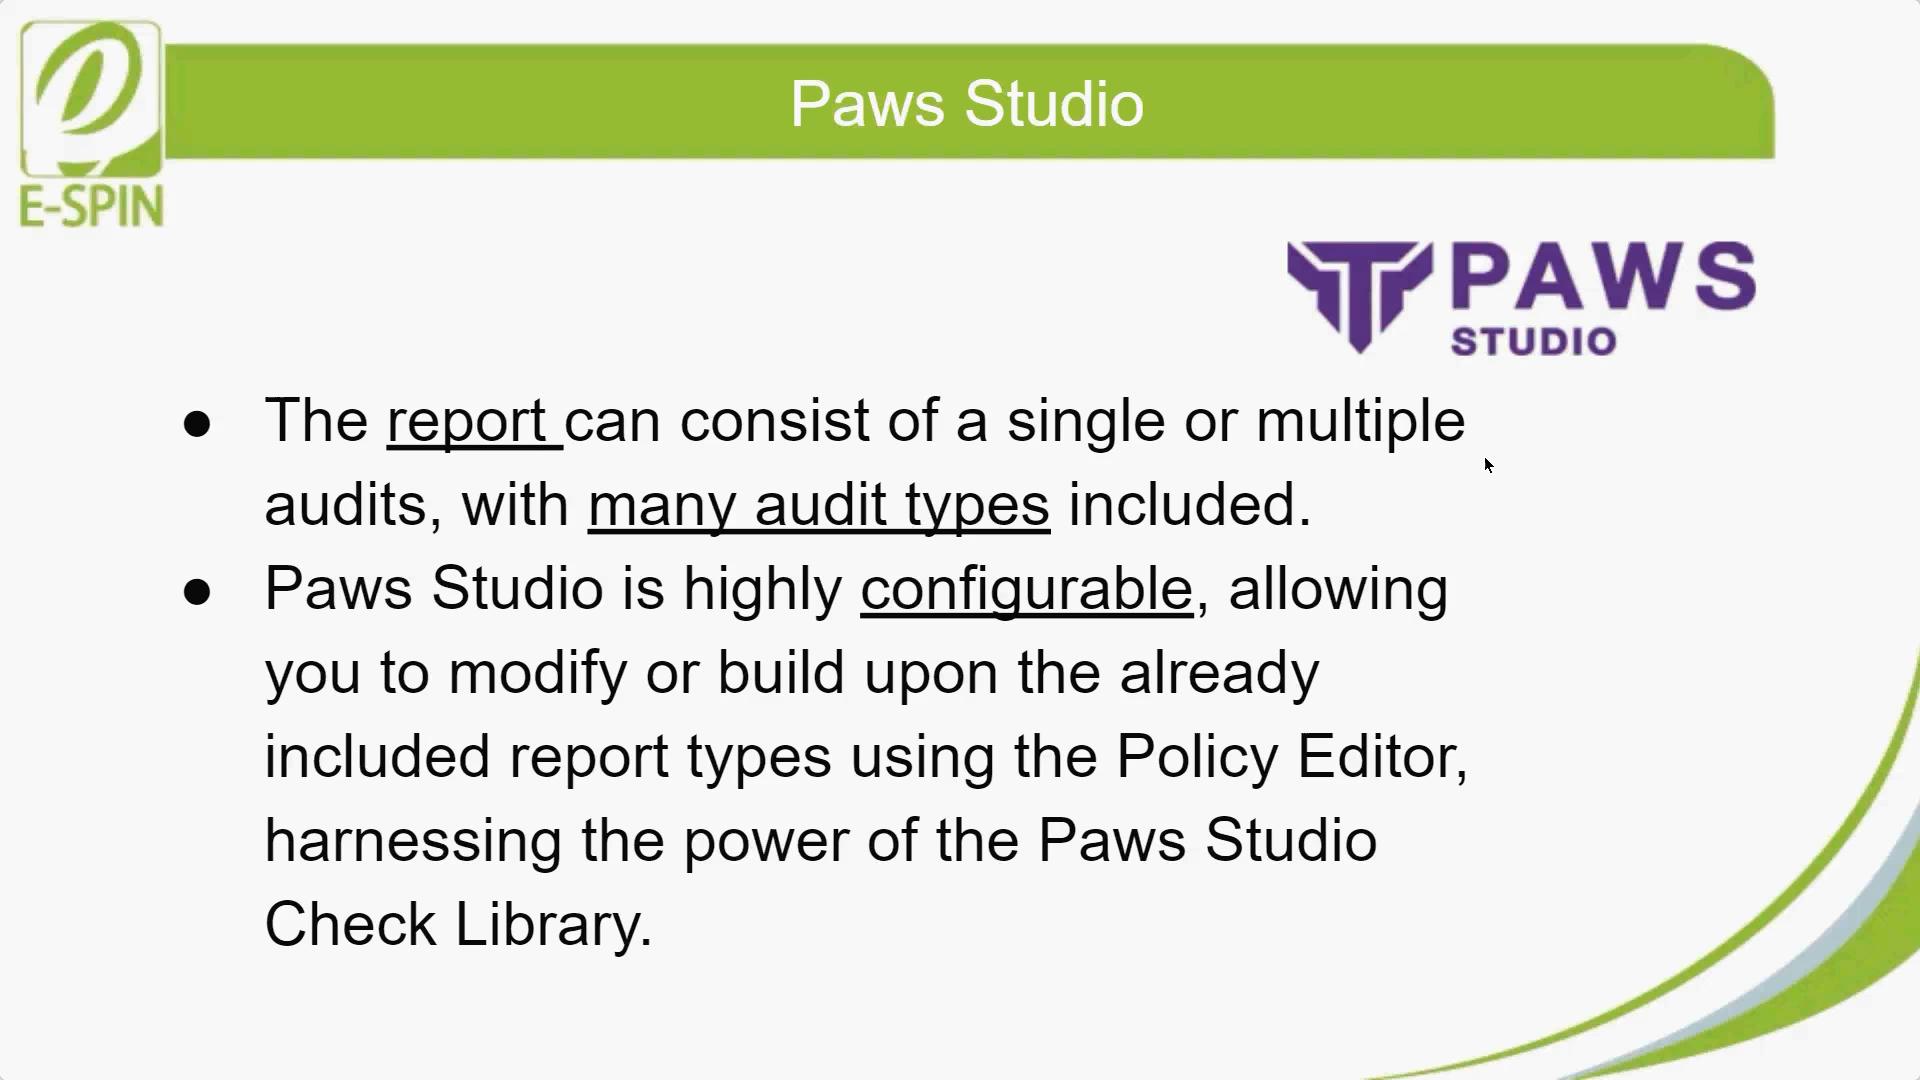 Paws Studio
E-SPIN
PAWS
STUDIO
● The report can consist of a single or multiple
audits, with many audit types included.
● Paws Studio is highly configurable, allowing
you to modify or build upon the already
included report types using the Policy Editor,
harnessing the power of the Paws Studio
Check Library.